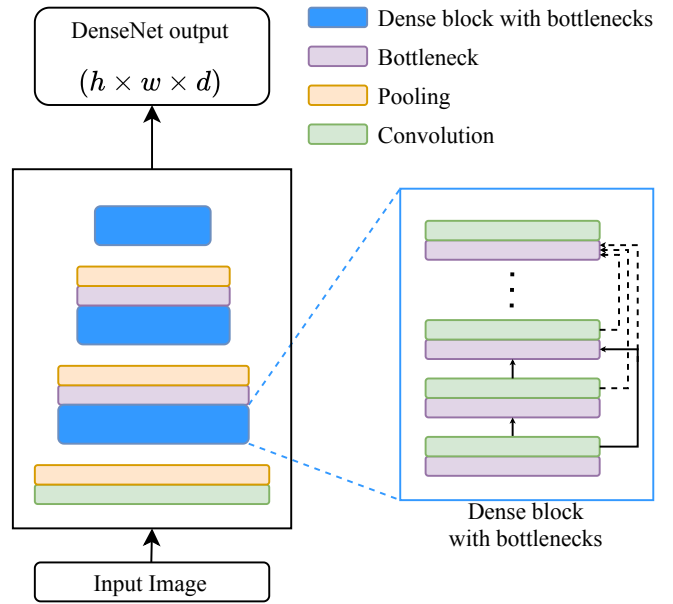 DenseNet output
(h × w × d)
Dense block with bottlenecks
Bottleneck
Pooling
Convolution
Dense block
with bottlenecks
Input Image